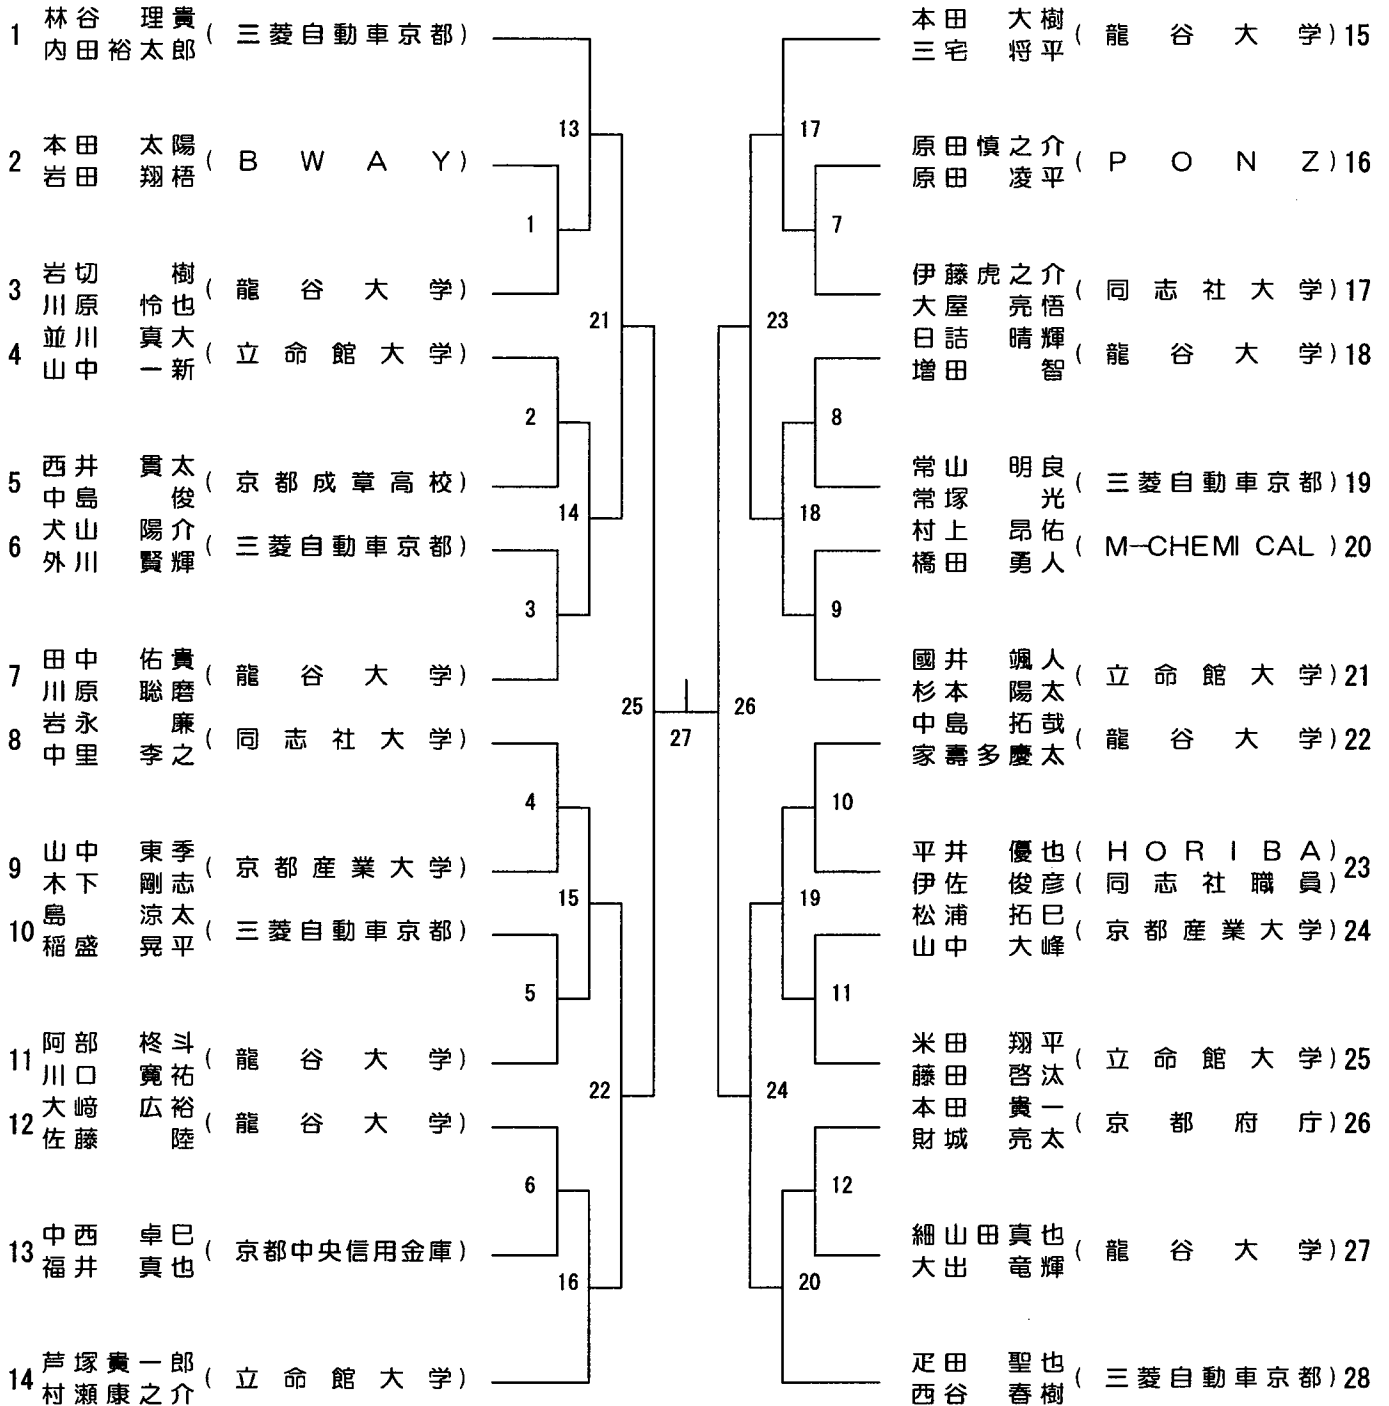 1 林谷 理貴 (三菱自動車京都)
内田裕太郎
2 本田 太陽 (BWAY)
岩田 翔梧
3 岩切 樹 (龍谷大学)
川原 怜也
4 並川 真大 (立命館大学)
山中 一新
5 西井 貫太 (京都成章高校)
中島 俊
6 犬山 陽介 (三菱自動車京都)
外川 賢輝
7 田中 佑貴 (龍谷大学)
川原 聡磨
8 岩永 廉 (同志社大学)
中里 李之
9 山中 東季 (京都産業大学)
木下 剛志
10 島 涼太 (三菱自動車京都)
稲盛 晃平
11 阿部 柊斗 (龍谷大学)
川口 寛祐
12 大﨑 広裕 (龍谷大学)
佐藤 陸
13 中西 卓巳 (京都中央信用金庫)
福井 真也
14 芦塚貴一郎 (立命館大学)
村瀬康之介
13
1
21
2
14
3
25
4
15
5
22
6
16
27
17
7
23
8
18
9
26
10
19
11
24
12
20
本田 大樹 (龍谷大学) 15
三宅 将平
原田慎之介 (PONZ) 16
原田 凌平
伊藤虎之介 (同志社大学) 17
大屋 亮悟
日詰 晴輝 (龍谷大学) 18
増田 智
常山 明良 (三菱自動車京都) 19
常塚 光
村上 昂佑 (M-CHEMICAL) 20
橋田 勇人
國井 颯人 (立命館大学) 21
杉本 陽太
中島 拓哉 (龍谷大学) 22
家壽多慶太
平井 優也 (HORIBA) 23
伊佐 俊彦 (同志社職員)
松浦 拓巳 (京都産業大学) 24
山中 大峰
米田 翔平 (立命館大学) 25
藤田 啓汰
本田 貴一 (京都府庁) 26
財城 亮太
細山田真也 (龍谷大学) 27
大出 竜輝
疋田 聖也 (三菱自動車京都) 28
西谷 春樹